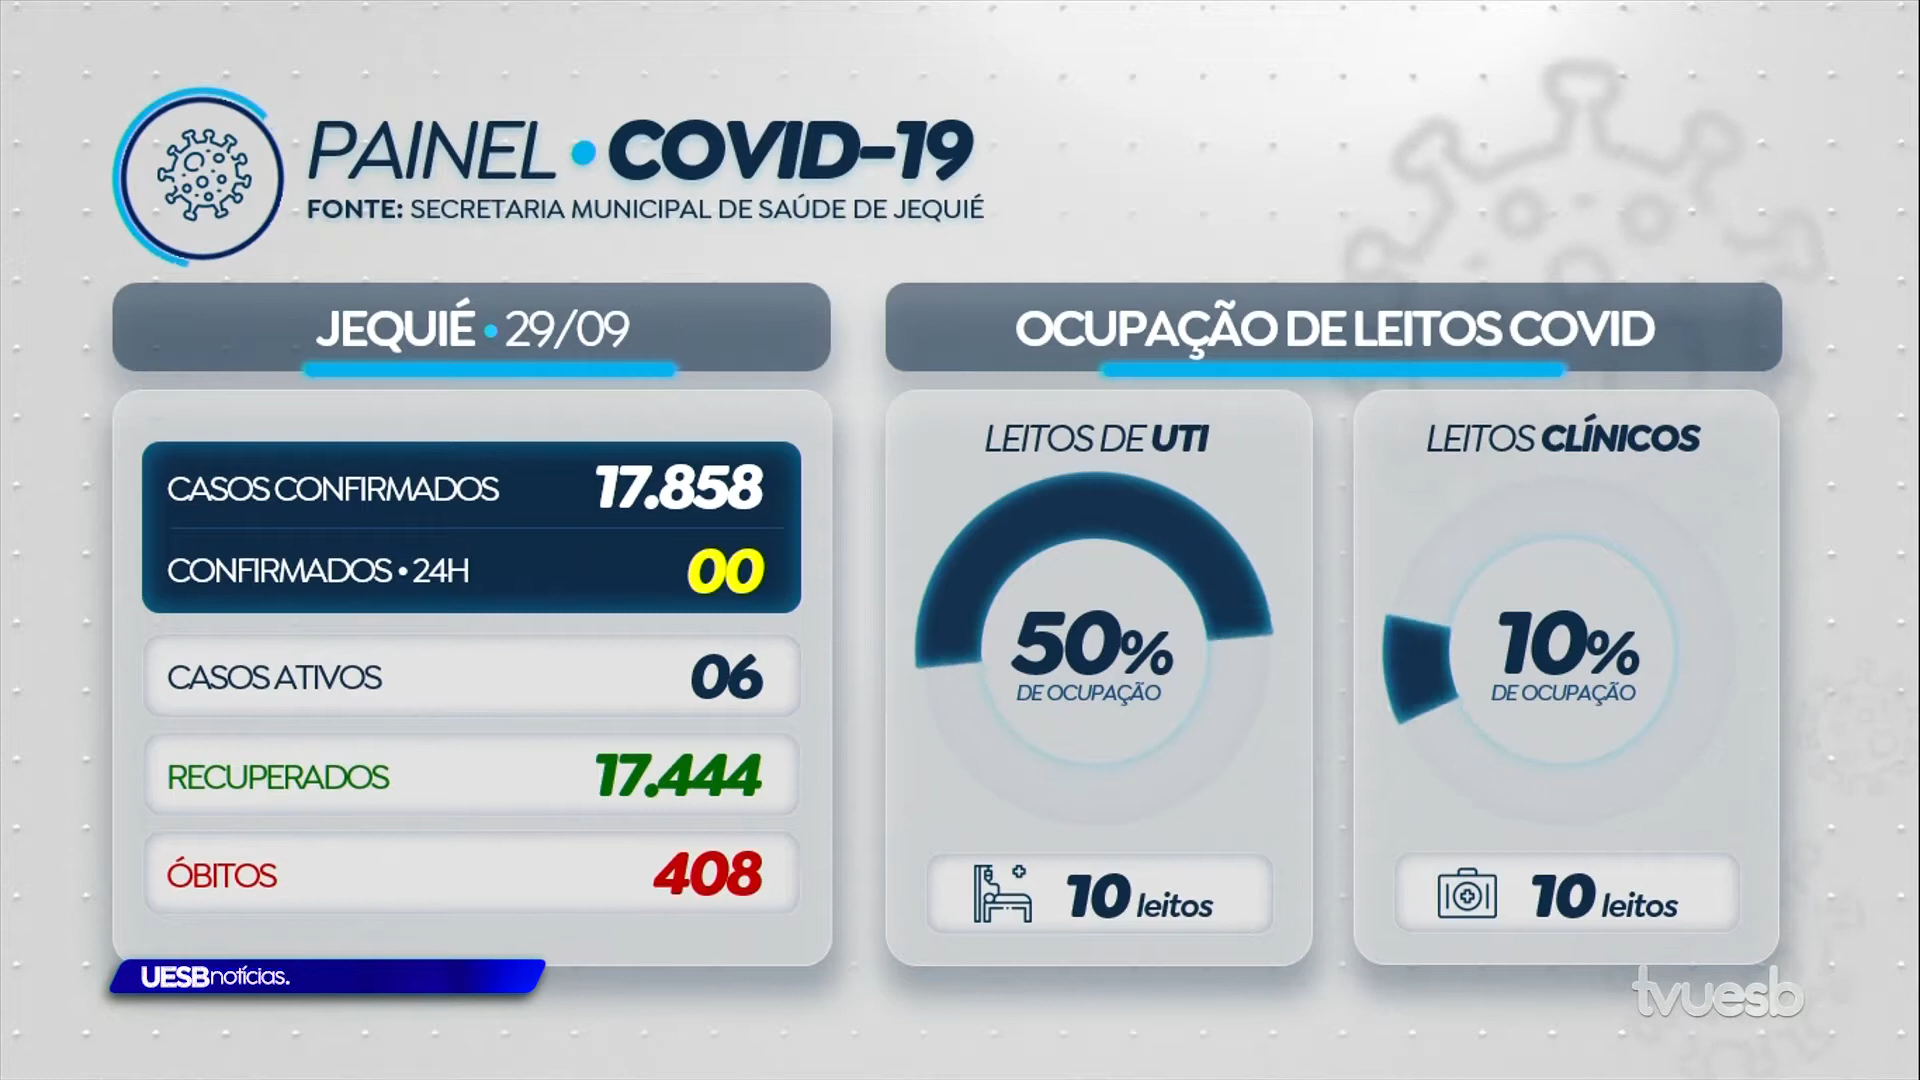 PAINEL • COVID-19
FONTE: SECRETARIA MUNICIPAL DE SAÚDE DE JEQUIÉ
JEQUIÉ • 29/09
CASOS CONFIRMADOS 17.858
CONFIRMADOS • 24H 00
CASOS ATIVOS 06
RECUPERADOS 17.444
ÓBITOS 408
OCUPAÇÃO DE LEITOS COVID
LEITOS DE UTI
50%
DE OCUPAÇÃO
10 leitos
LEITOS CLÍNICOS
10%
DE OCUPAÇÃO
10 leitos
UESBnotícias.
tvuesb